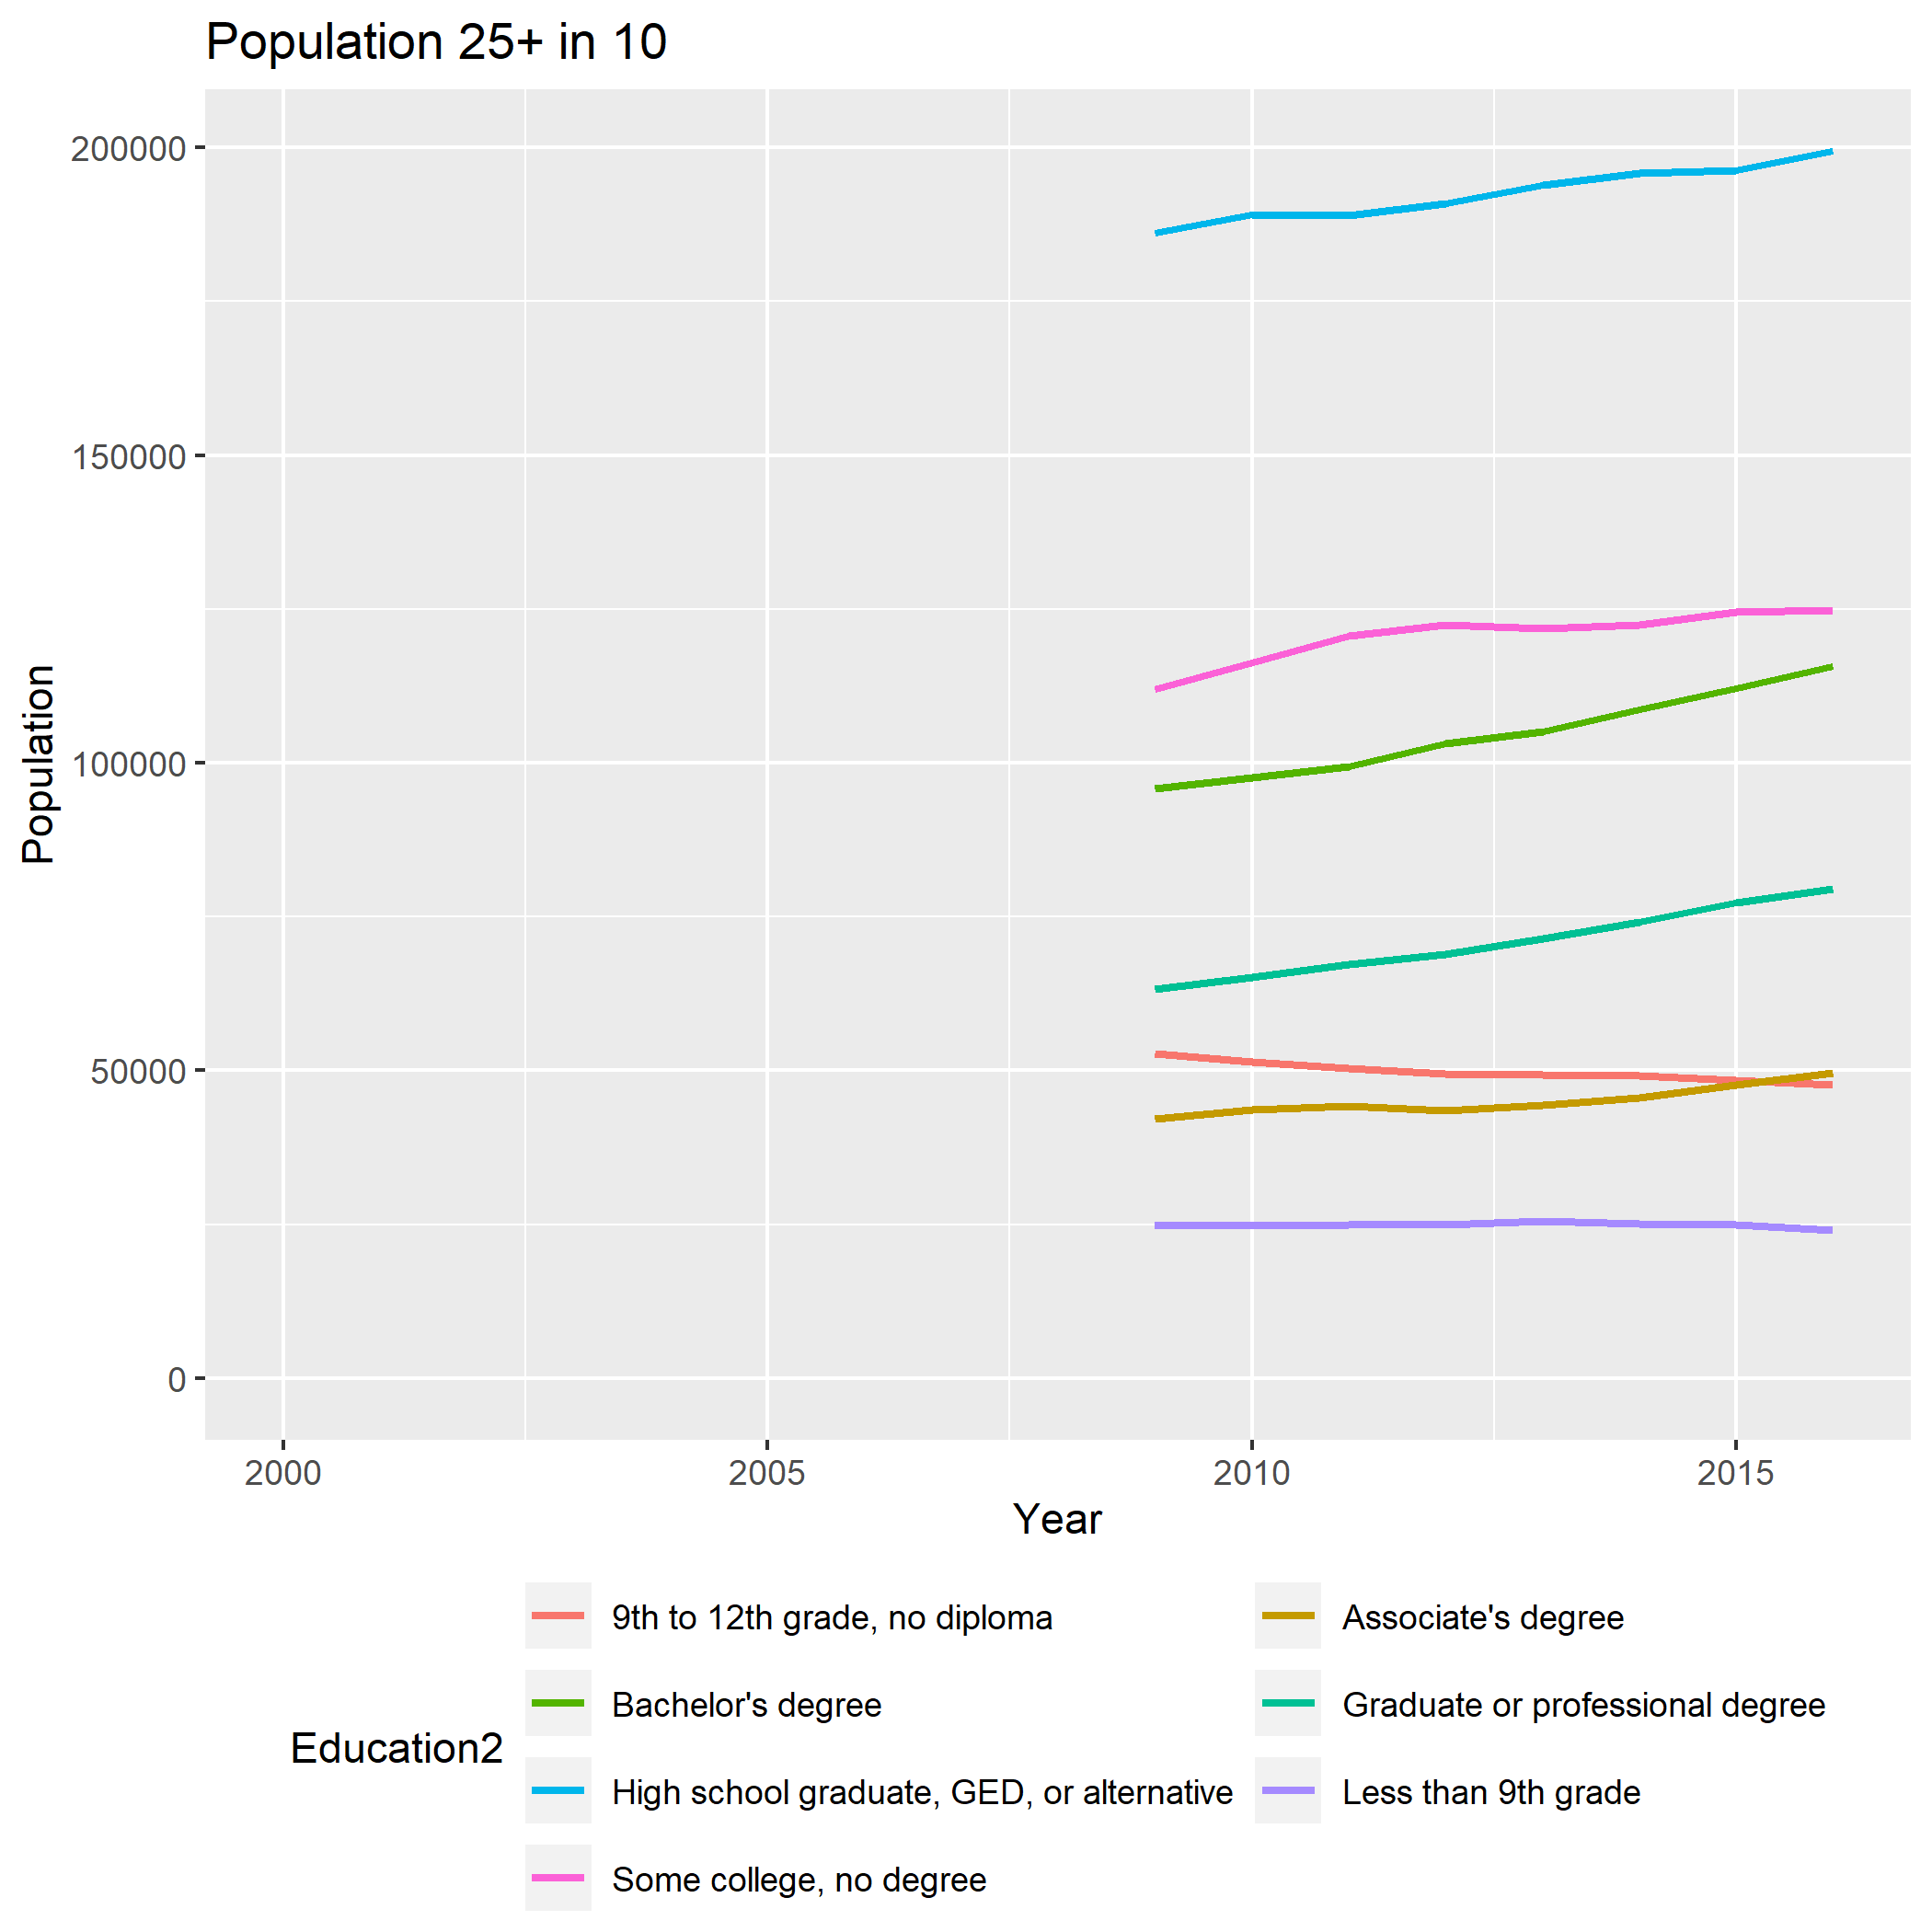 Population 25+ in 10
200000
150000
100000
50000
0
Population
2000 2005 2010 2015
Year
Education2
9th to 12th grade, no diploma
Bachelor's degree
High school graduate, GED, or alternative
Some college, no degree
Associate's degree
Graduate or professional degree
Less than 9th grade